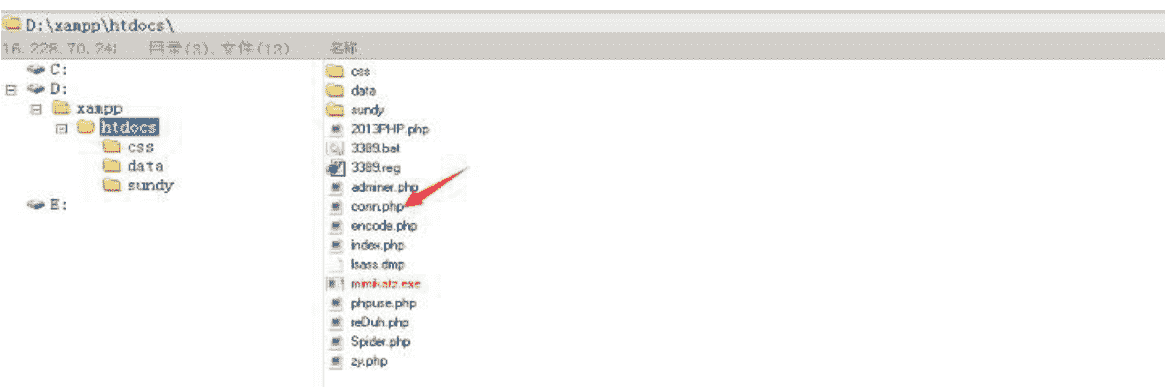 D:\xampp\htdocs\
目录(3),文件(13)
名称
C:
D:
xampp
htdocs
css
data
sundy
E:
css
data
sundy
2013PHP.php
3389.bat
3389.reg
adminer.php
conn.php
encode.php
index.php
lsass.dmp
mimikatz.exe
phpuse.php
reDuh.php
Spider.php
zy.php